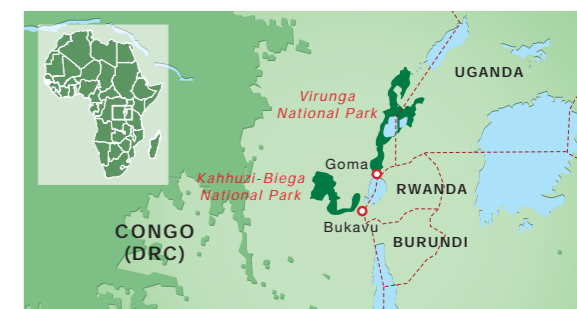 UGANDA
Virunga
National Park
Goma
Kahhuzi-Biega
National Park
RWANDA
Bukavu
CONGO
(DRC)
BURUNDI